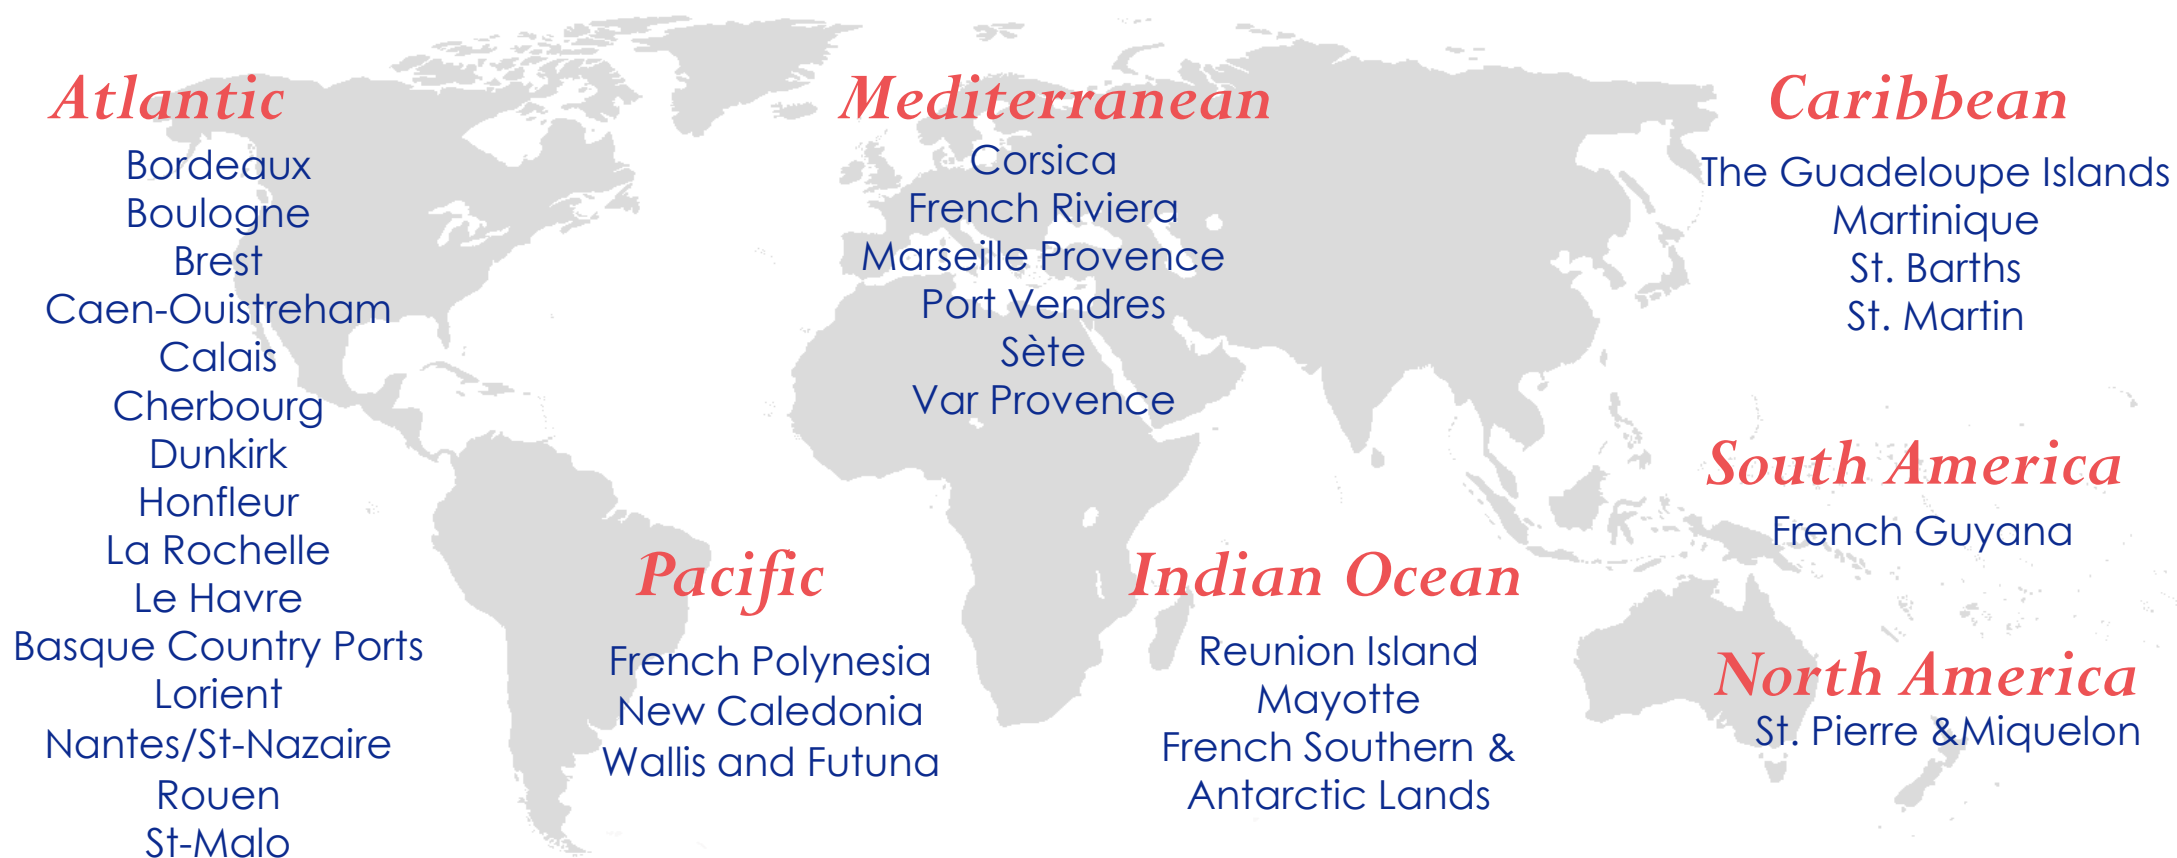 Atlantic
Bordeaux
Boulogne
Brest
Caen-Ouistreham
Calais
Cherbourg
Dunkirk
Honfleur
La Rochelle
Le Havre
Basque Country Ports
Lorient
Nantes/St-Nazaire
Rouen
St-Malo
Mediterranean
Corsica
French Riviera
Marseille Provence
Port Vendres
Sète
Var Provence
Caribbean
The Guadeloupe Islands
Martinique
St. Barths
St. Martin
Pacific
French Polynesia
New Caledonia
Wallis and Futuna
Indian Ocean
Reunion Island
Mayotte
French Southern &
Antarctic Lands
South America
French Guyana
North America
St. Pierre &Miquelon